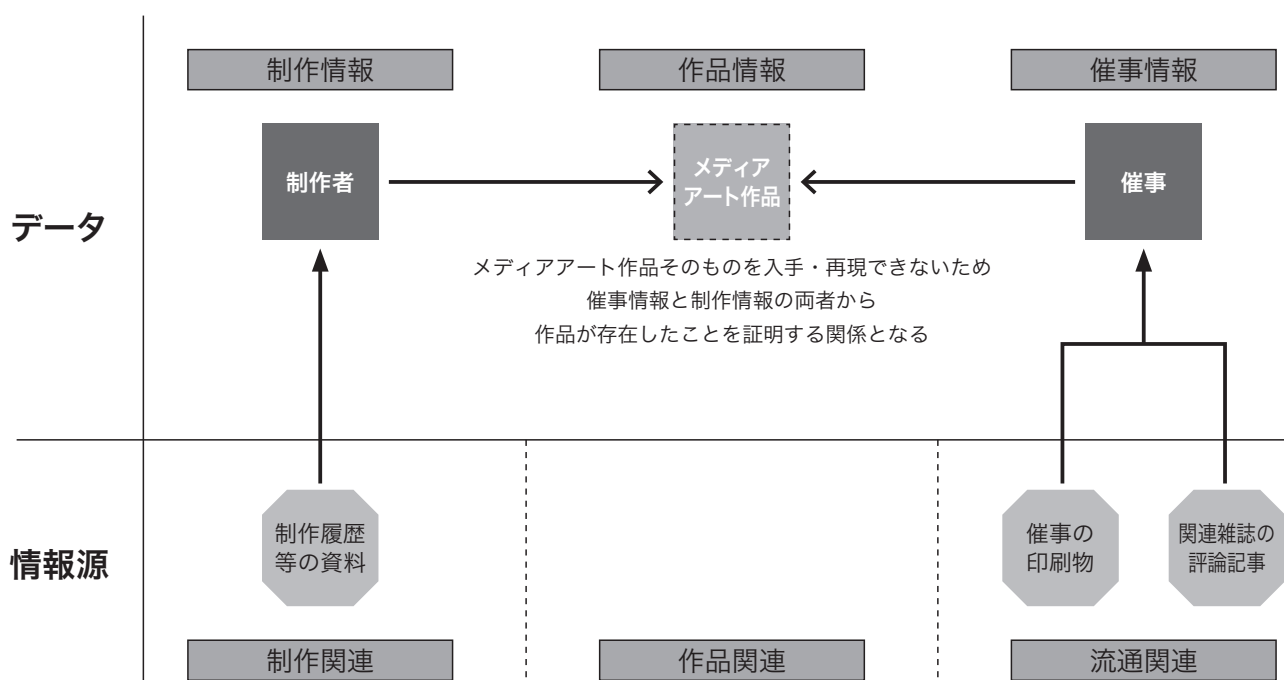 制作情報
作品情報
催事情報
データ
制作者
メディア
アート作品
催事
メディアアート作品そのものを入手・再現できないため
催事情報と制作情報の両者から
作品が存在したことを証明する関係となる
情報源
制作履歴
等の資料
催事の
印刷物
関連雑誌の
評論記事
制作関連
作品関連
流通関連